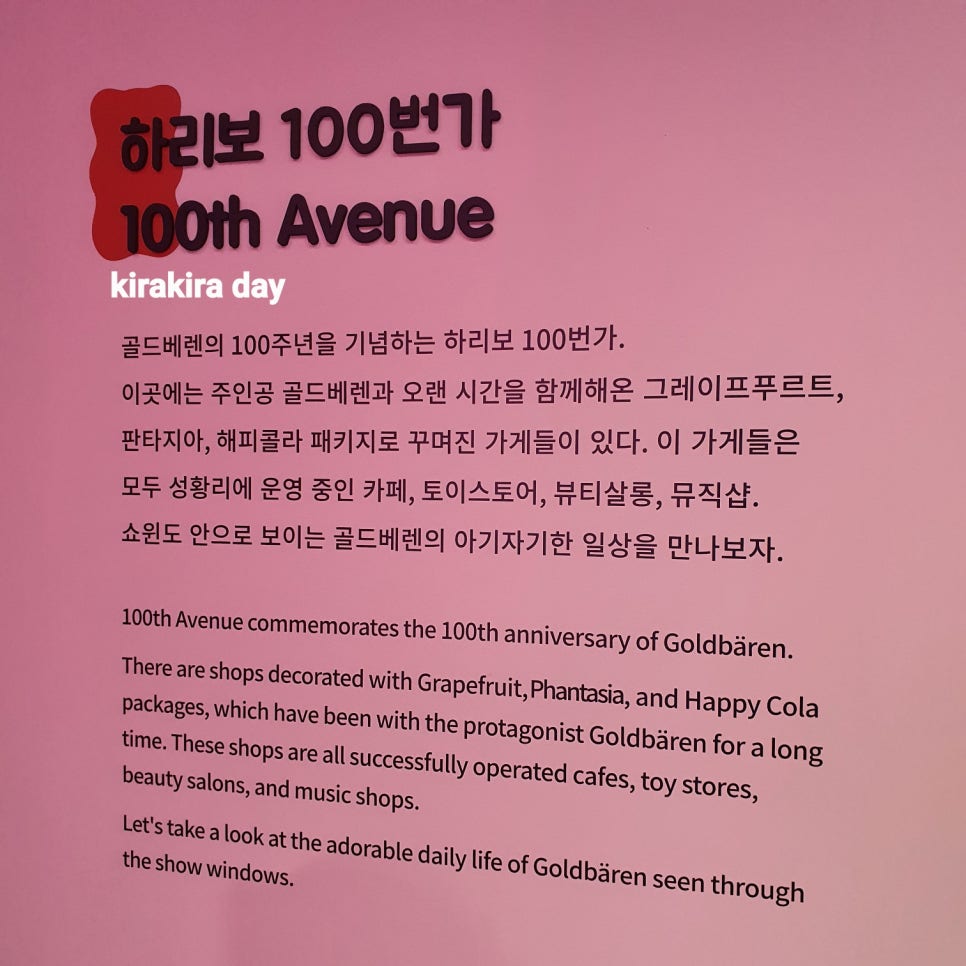 하리보 100번가
100th Avenue
kirakira day
골드베렌의 100주년을 기념하는 하리보 100번가.
이곳에는 주인공 골드베렌과 오랜 시간을 함께해온 그레이프푸르트,
판타지아, 해피콜라 패키지로 꾸며진 가게들이 있다. 이 가게들은
모두 성황리에 운영 중인 카페, 토이스토어, 뷰티살롱, 뮤직샵.
쇼윈도 안으로 보이는 골드베렌의 아기자기한 일상을 만나보자.
100th Avenue commemorates the 100th anniversary of Goldbären.
There are shops decorated with Grapefruit, Phantasia, and Happy Cola
packages, which have been with the protagonist Goldbären for a long
time. These shops are all successfully operated cafes, toy stores,
beauty salons, and music shops.
Let's take a look at the adorable daily life of Goldbären seen through
the show windows.